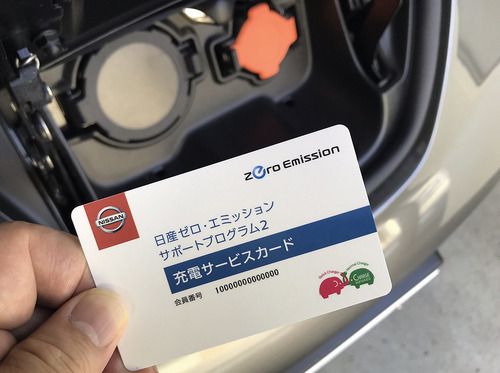 zero Emission
NISSAN
日産ゼロ・エミッション
サポートプログラム2
充電サービスカード
会員番号 10000000000000